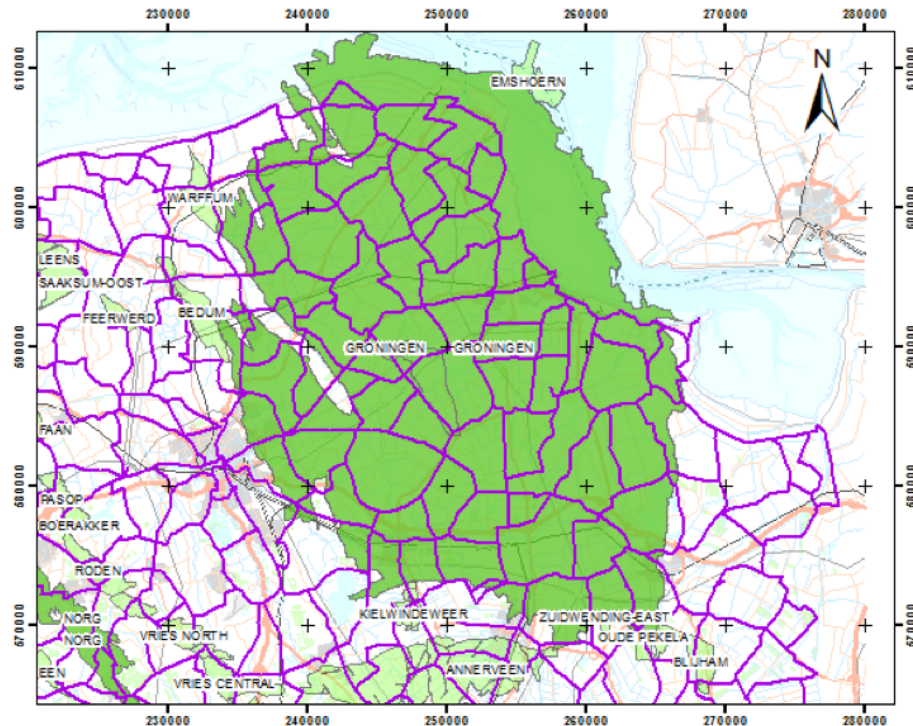 230000 240000 250000 260000 270000 280000
610000 610000
EMSHOERN
N
WARFFUM
600000 600000
LEENS
SAAKSUM-OOST
FEERWERD
BEDUM
GRONINGEN GRONINGEN
590000 590000
FAAN
PASOP
580000 580000
BOERAKKER
RODEN
NORG
KIELWINDEWEER
ZUIDWENDING-EAST
570000 570000
NORG
VRIES NORTH
OUDE PEKELA
EEN
VRIES CENTRAL
ANNERVEEN
BLIJHAM
230000 240000 250000 260000 270000 280000